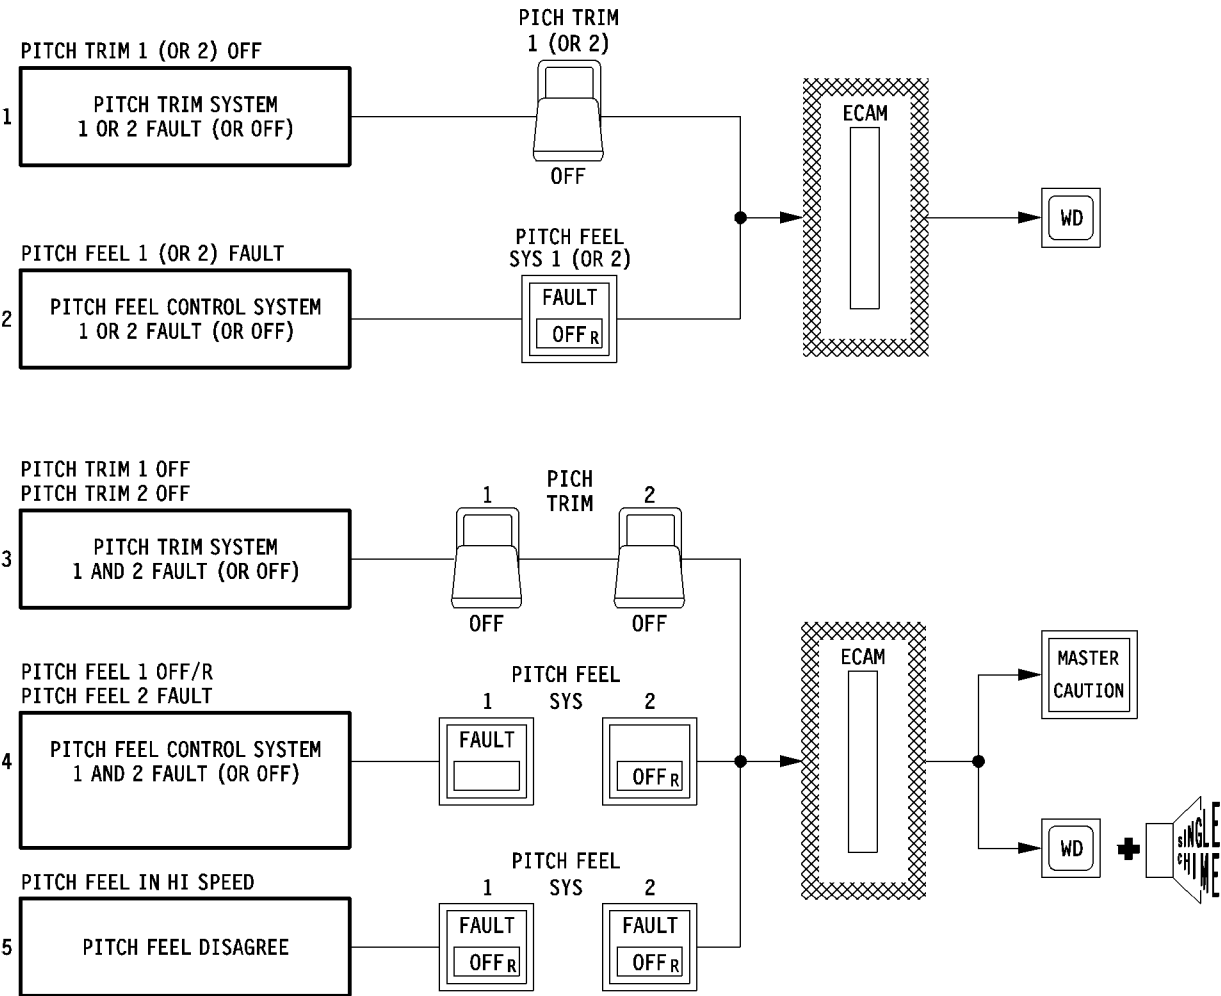 PICH TRIM
1 (OR 2)
PITCH TRIM 1 (OR 2) OFF
1
PITCH TRIM SYSTEM
1 OR 2 FAULT (OR OFF)
OFF
ECAM
WD
PITCH FEEL 1 (OR 2) FAULT
PITCH FEEL
SYS 1 (OR 2)
2
PITCH FEEL CONTROL SYSTEM
1 OR 2 FAULT (OR OFF)
FAULT
OFF R
PITCH TRIM 1 OFF
PITCH TRIM 2 OFF
1
PICH
TRIM
2
3
PITCH TRIM SYSTEM
1 AND 2 FAULT (OR OFF)
OFF
OFF
ECAM
MASTER
CAUTION
PITCH FEEL 1 OFF/R
PITCH FEEL 2 FAULT
PITCH FEEL
1 SYS 2
4
PITCH FEEL CONTROL SYSTEM
1 AND 2 FAULT (OR OFF)
FAULT
OFF R
WD
SINGLE
CHIME
PITCH FEEL IN HI SPEED
PITCH FEEL
1 SYS 2
5
PITCH FEEL DISAGREE
FAULT
OFF R
FAULT
OFF R